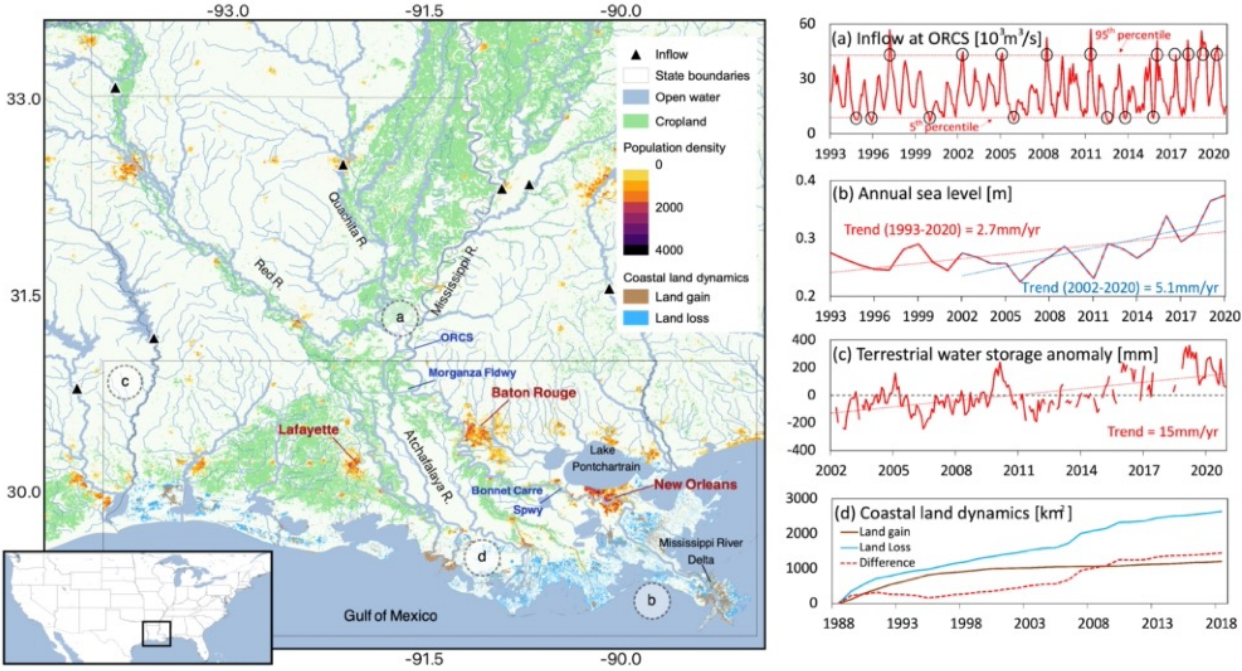 -93.0
-91.5
-90.0
33.0
31.5
30.0
-91.5
-90.0
Inflow
State boundaries
Open water
Cropland
Population density
0
2000
4000
Coastal land dynamics
Land gain
Land loss
Ouachita R.
Mississippi R.
Red R.
a
ORCS
c
Morganza Fldwy
Baton Rouge
Lafayette
Atchafalaya R.
Lake
Pontchartrain
Bonnet Carre
Spwy
New Orleans
d
Mississippi River
Delta
b
Gulf of Mexico
(a) Inflow at ORCS [10³m³/s]
95th percentile
5th percentile
60
30
0
1993 1996 1999 2002 2005 2008 2011 2014 2017 2020
(b) Annual sea level [m]
Trend (1993-2020) = 2.7mm/yr
Trend (2002-2020) = 5.1mm/yr
0.4
0.3
0.2
1993 1996 1999 2002 2005 2008 2011 2014 2017 2020
(c) Terrestrial water storage anomaly [mm]
Trend = 15mm/yr
400
200
0
-200
-400
2002 2005 2008 2011 2014 2017 2020
(d) Coastal land dynamics [km²]
Land gain
Land Loss
Difference
3000
2000
1000
0
1988 1993 1998 2003 2008 2013 2018